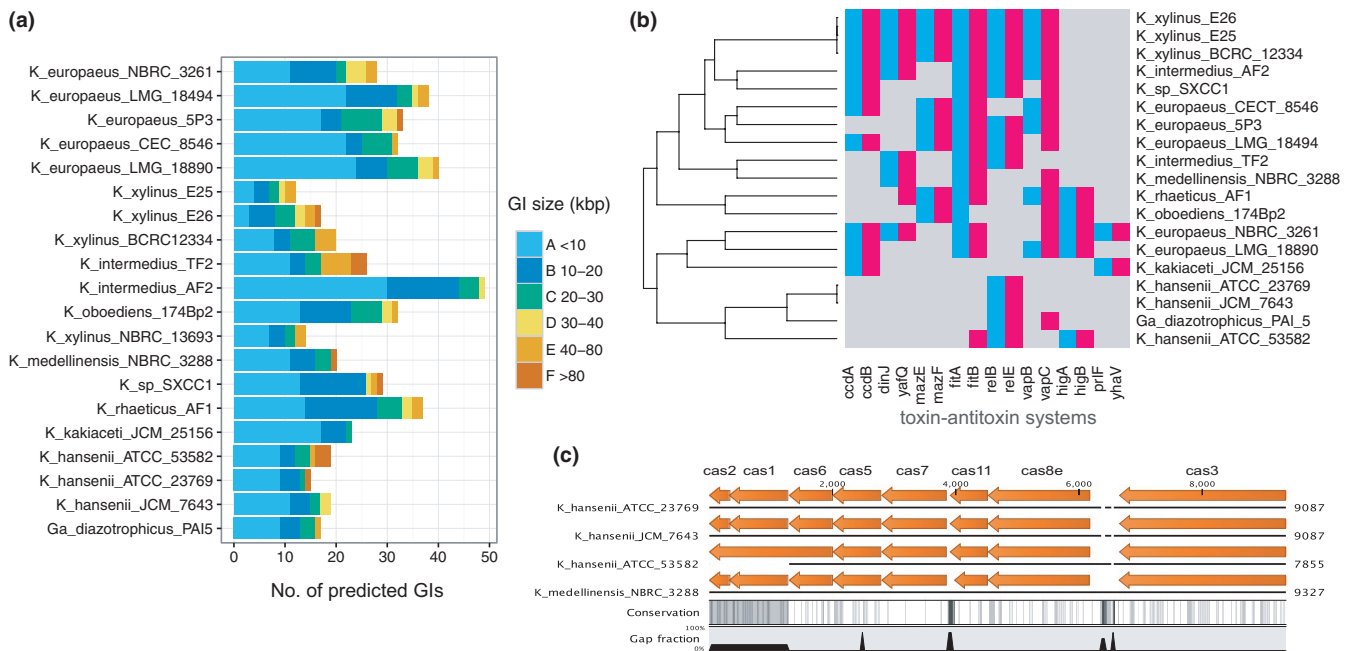 (a)
K_europaeus_NBRC_3261
K_europaeus_LMG_18494
K_europaeus_5P3
K_europaeus_CEC_8546
K_europaeus_LMG_18890
K_xylinus_E25
K_xylinus_E26
K_xylinus_BCRC12334
K_intermedius_TF2
K_intermedius_AF2
K_oboediens_174Bp2
K_xylinus_NBRC_13693
K_medellinensis_NBRC_3288
K_sp_SXCC1
K_rhaeticus_AF1
K_kakiaceti_JCM_25156
K_hansenii_ATCC_53582
K_hansenii_ATCC_23769
K_hansenii_JCM_7643
Ga_diazotrophicus_PAI5
0 10 20 30 40 50
No. of predicted GIs
GI size (kbp)
A <10
B 10–20
C 20–30
D 30–40
E 40–80
F >80
(b)
K_xylinus_E26
K_xylinus_E25
K_xylinus_BCRC_12334
K_intermedius_AF2
K_sp_SXCC1
K_europaeus_CECT_8546
K_europaeus_5P3
K_europaeus_LMG_18494
K_intermedius_TF2
K_medellinensis_NBRC_3288
K_rhaeticus_AF1
K_oboediens_174Bp2
K_europaeus_NBRC_3261
K_europaeus_LMG_18890
K_kakiaceti_JCM_25156
K_hansenii_ATCC_23769
K_hansenii_JCM_7643
Ga_diazotrophicus_PAI_5
K_hansenii_ATCC_53582
ccdA ccdB dinJ yafQ mazE mazF fitA fitB relB relE vapB vapC higA higB prlF yhaV
toxin-antitoxin systems
(c)
cas2 cas1 cas6 cas5 cas7 cas11 cas8e cas3
2,000 4,000 6,000 8,000
K_hansenii_ATCC_23769 9087
K_hansenii_JCM_7643 9087
K_hansenii_ATCC_53582 7855
K_medellinensis_NBRC_3288 9327
Conservation
100%
Gap fraction
0%